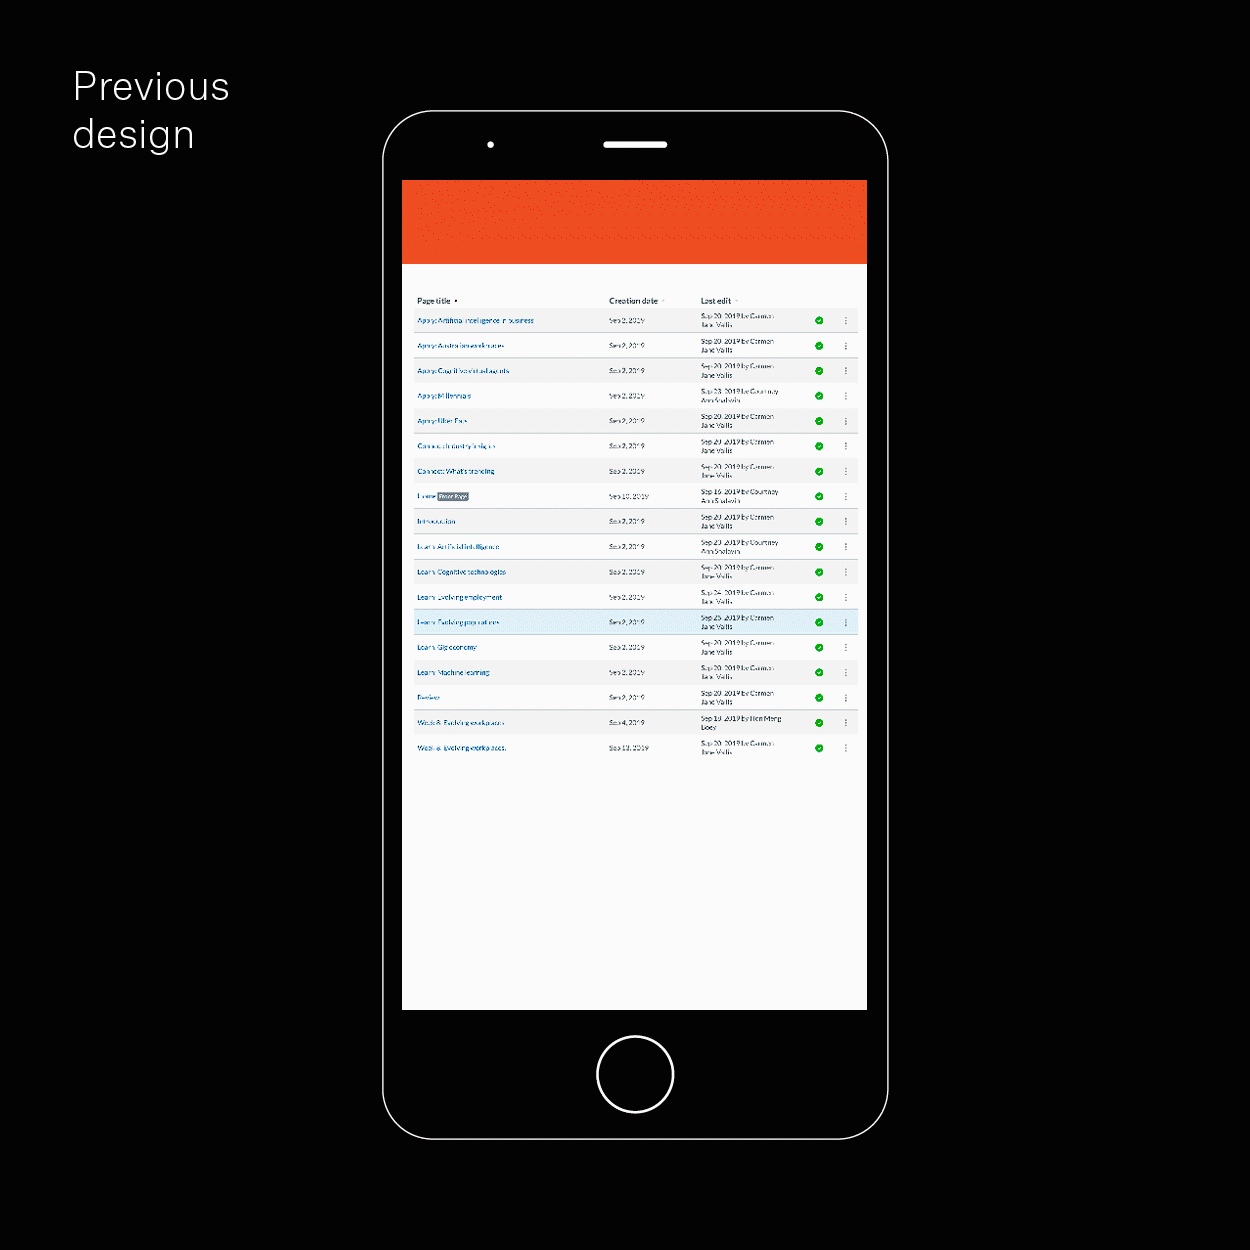 Previous
design
Page title Creation date Last edit
Apply: Artificial intelligence in business Sep 2, 2019 Sep 20, 2019 by Carmen
Jane Vallis
Apply: Australian workplaces Sep 2, 2019 Sep 20, 2019 by Carmen
Jane Vallis
Apply: Cognitive virtual agents Sep 2, 2019 Sep 20, 2019 by Carmen
Jane Vallis
Apply: Millennials Sep 2, 2019 Sep 23, 2019 by Courtney
Ann Shalavin
Apply: Uber Eats Sep 2, 2019 Sep 20, 2019 by Carmen
Jane Vallis
Connect: Industry insights Sep 2, 2019 Sep 20, 2019 by Carmen
Jane Vallis
Connect: What's trending Sep 2, 2019 Sep 20, 2019 by Carmen
Jane Vallis
Home Front Page Sep 10, 2019 Sep 16, 2019 by Courtney
Ann Shalavin
Introduction Sep 2, 2019 Sep 20, 2019 by Carmen
Jane Vallis
Learn: Artificial intelligence Sep 2, 2019 Sep 23, 2019 by Courtney
Ann Shalavin
Learn: Cognitive technologies Sep 2, 2019 Sep 20, 2019 by Carmen
Jane Vallis
Learn: Evolving employment Sep 2, 2019 Sep 24, 2019 by Carmen
Jane Vallis
Learn: Evolving populations Sep 2, 2019 Sep 25, 2019 by Carmen
Jane Vallis
Learn: Gig economy Sep 2, 2019 Sep 20, 2019 by Carmen
Jane Vallis
Learn: Machine learning Sep 2, 2019 Sep 20, 2019 by Carmen
Jane Vallis
Review Sep 2, 2019 Sep 20, 2019 by Carmen
Jane Vallis
Week 8: Evolving workplaces Sep 4, 2019 Sep 18, 2019 by Meng
Evolving workplaces. Sep 13, 2019 Sep 20, 2019 by Carmen
Jane Vallis